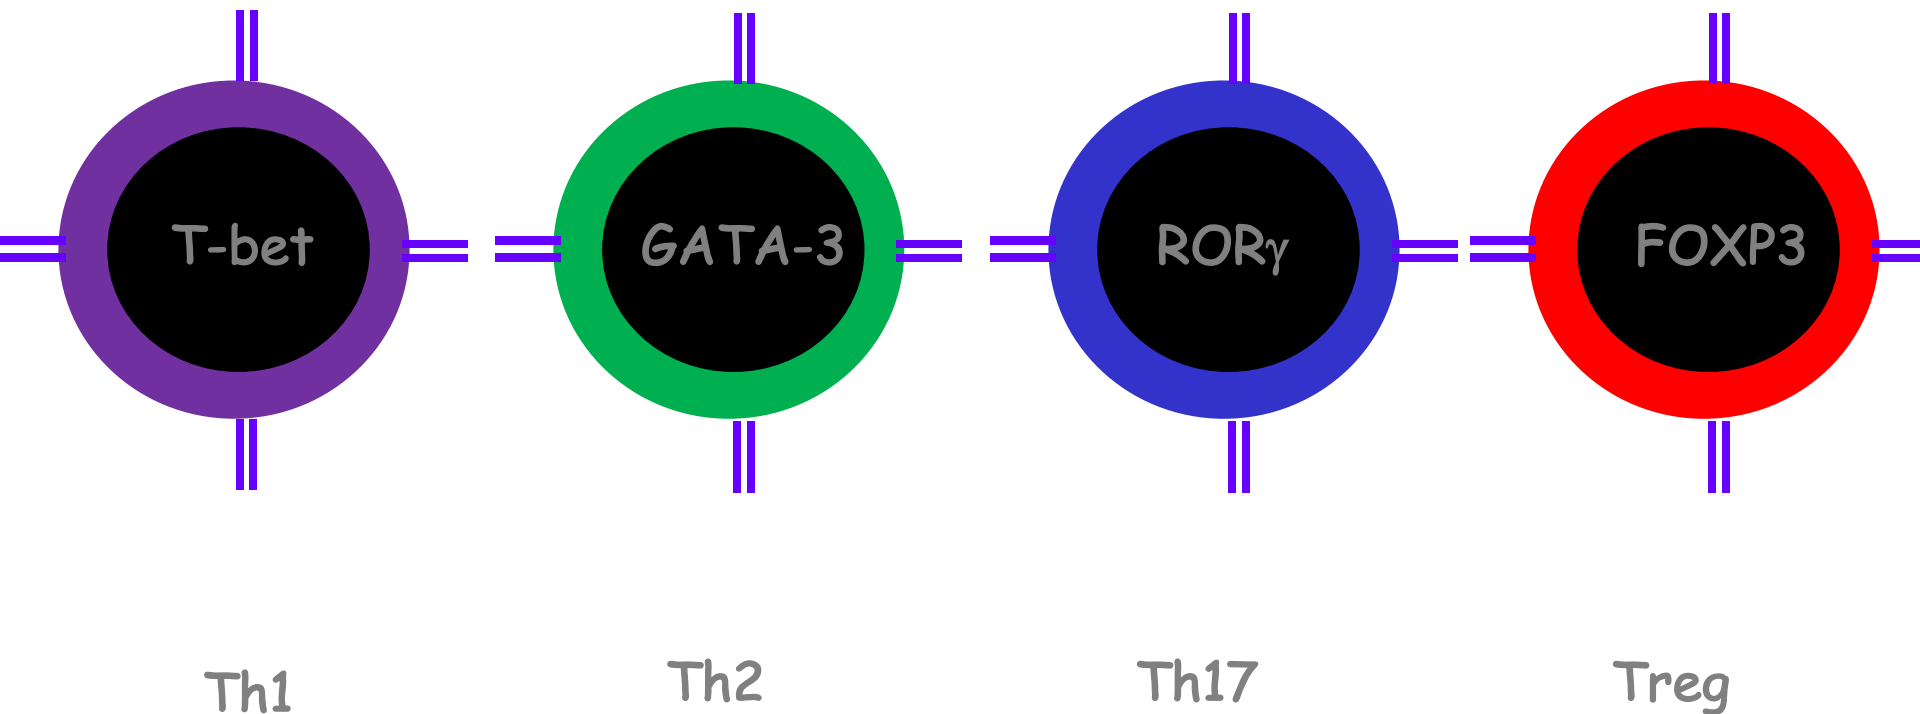 T-bet
GATA-3
RORγ
FOXP3
Th1
Th2
Th17
Treg